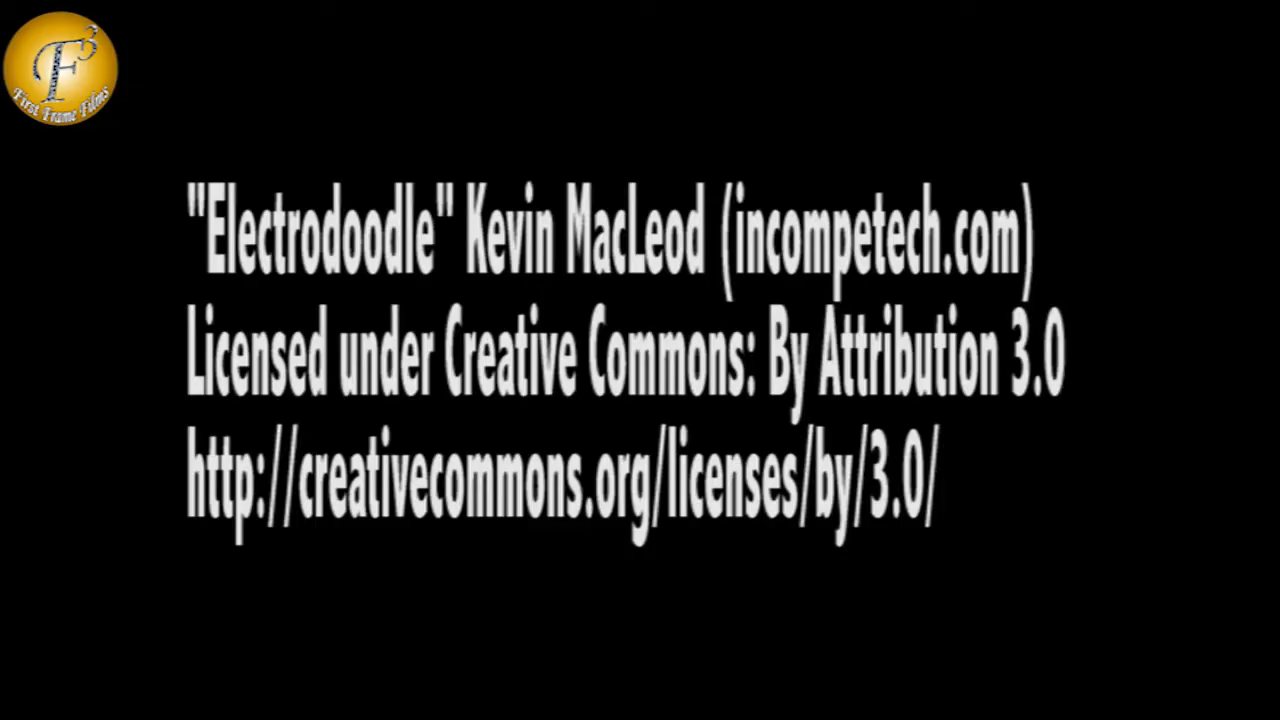 F3
First Frame Films
"Electrodoodle" Kevin MacLeod (incompetech.com)
Licensed under Creative Commons: By Attribution 3.0
http://creativecommons.org/licenses/by/3.0/